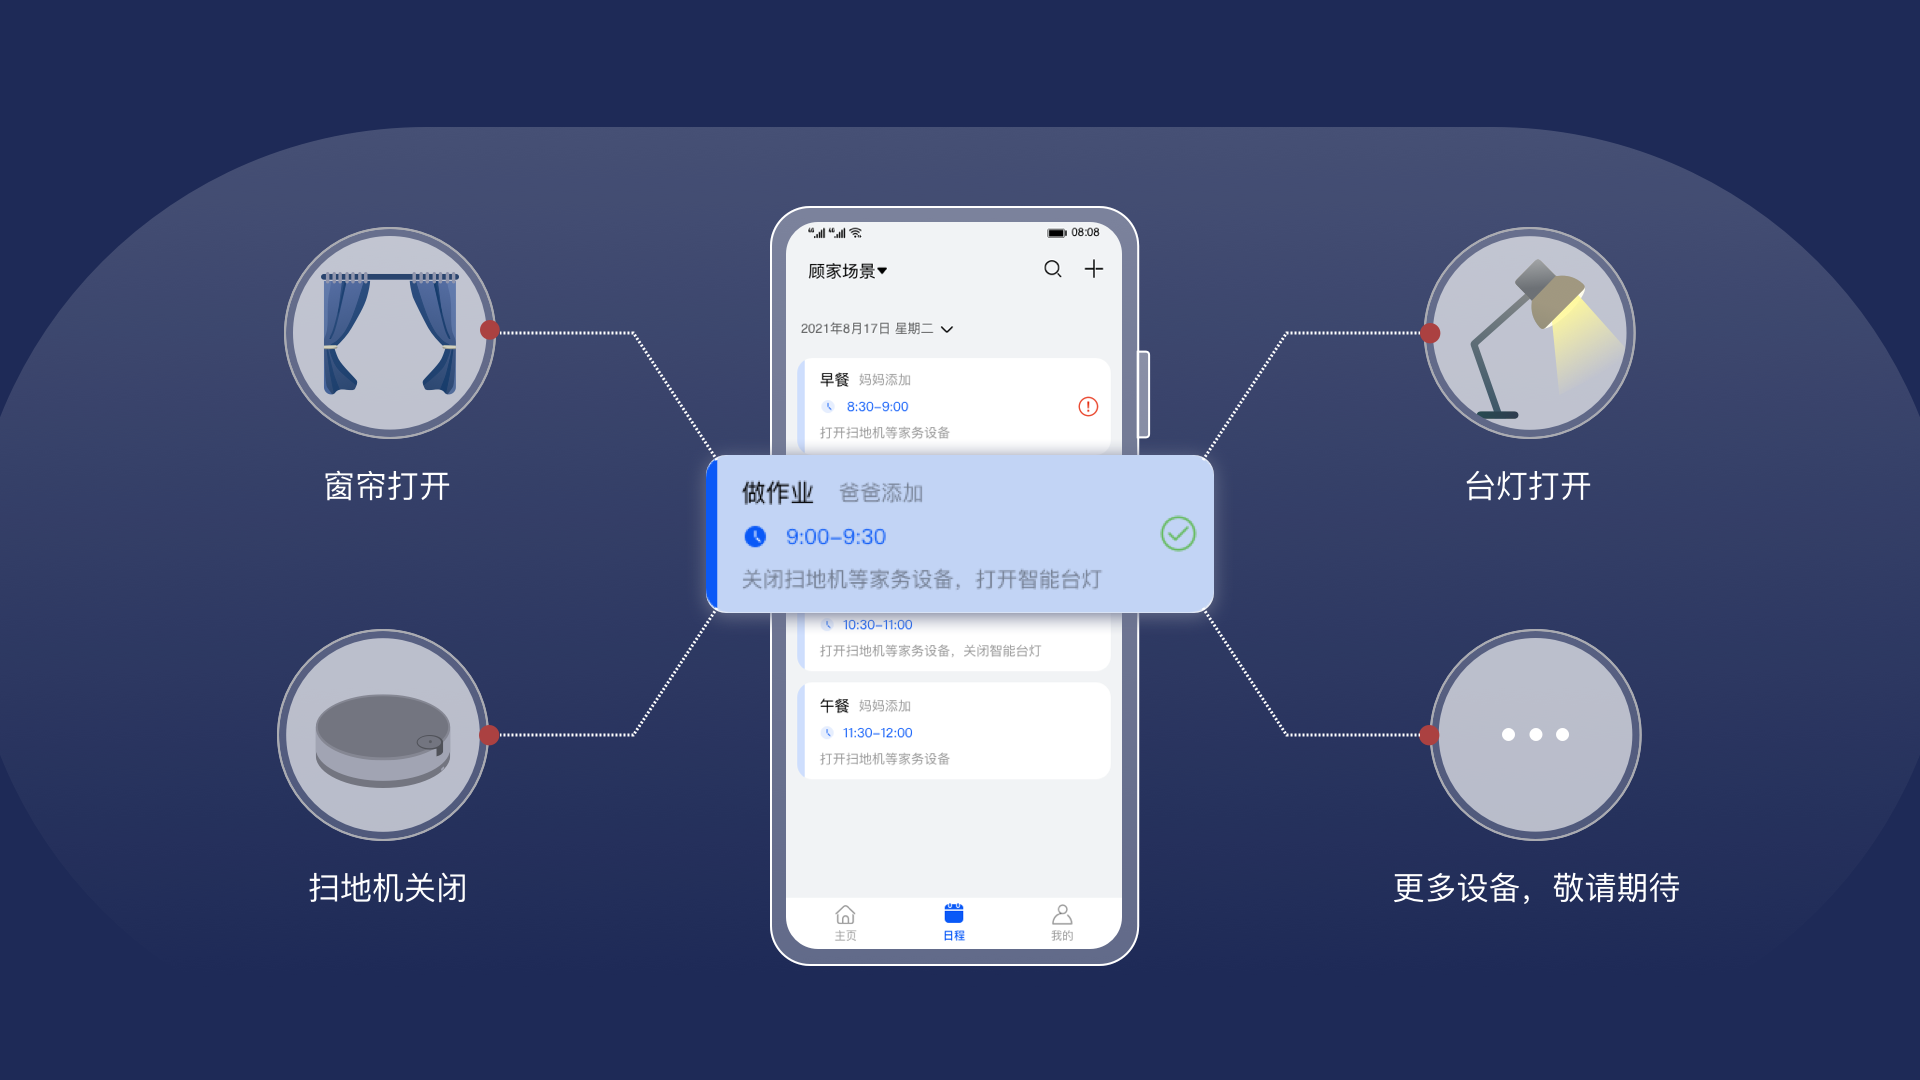 08:08
顾家场景
2021年8月17日 星期二
早餐 妈妈添加
8:30–9:00
打开扫地机等家务设备
窗帘打开
做作业 爸爸添加
9:00–9:30
关闭扫地机等家务设备，打开智能台灯
台灯打开
10:30–11:00
打开扫地机等家务设备，关闭智能台灯
午餐 妈妈添加
11:30–12:00
打开扫地机等家务设备
扫地机关闭
更多设备，敬请期待
主页
日程
我的